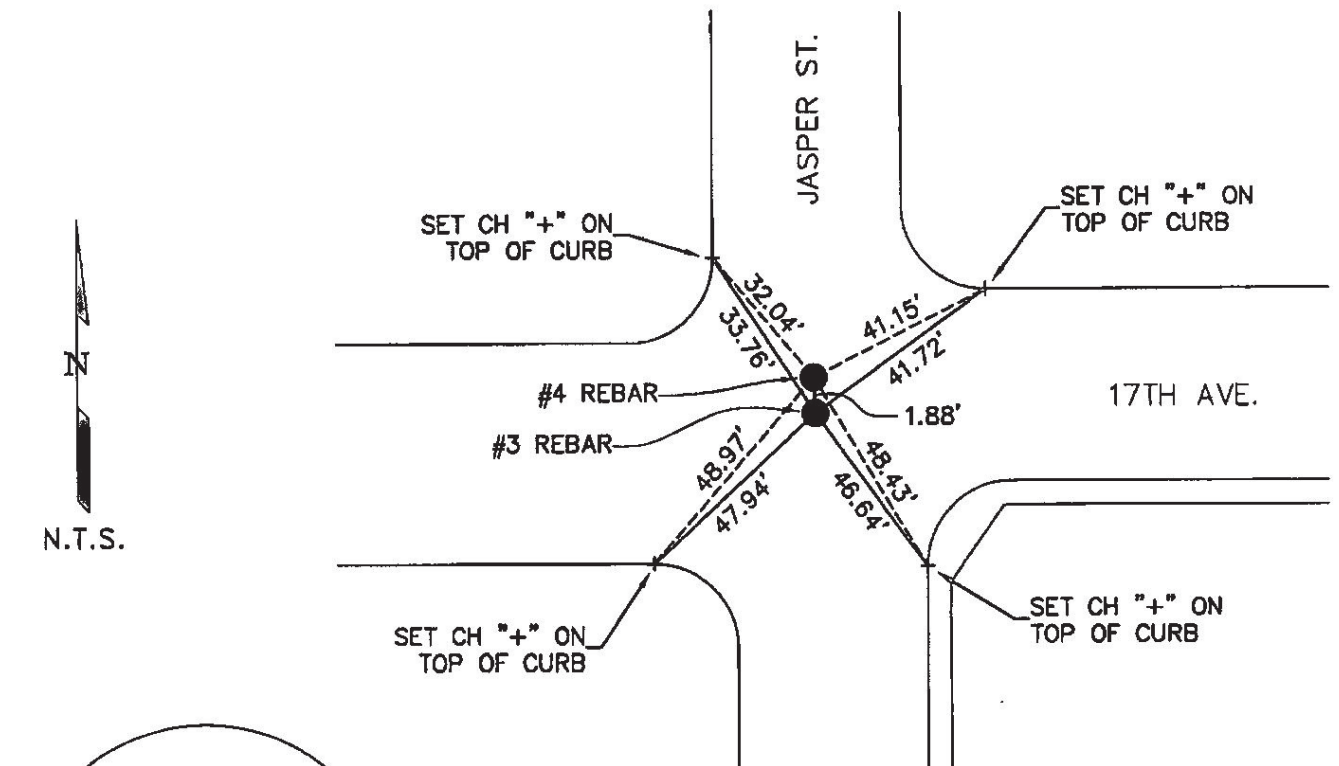 JASPER ST.
SET CH "+" ON
TOP OF CURB
SET CH "+" ON
TOP OF CURB
32.04'
33.76'
41.15'
41.72'
N
#4 REBAR
17TH AVE.
1.88'
#3 REBAR
48.97'
47.94'
48.43'
46.64'
N.T.S.
SET CH "+" ON
TOP OF CURB
SET CH "+" ON
TOP OF CURB